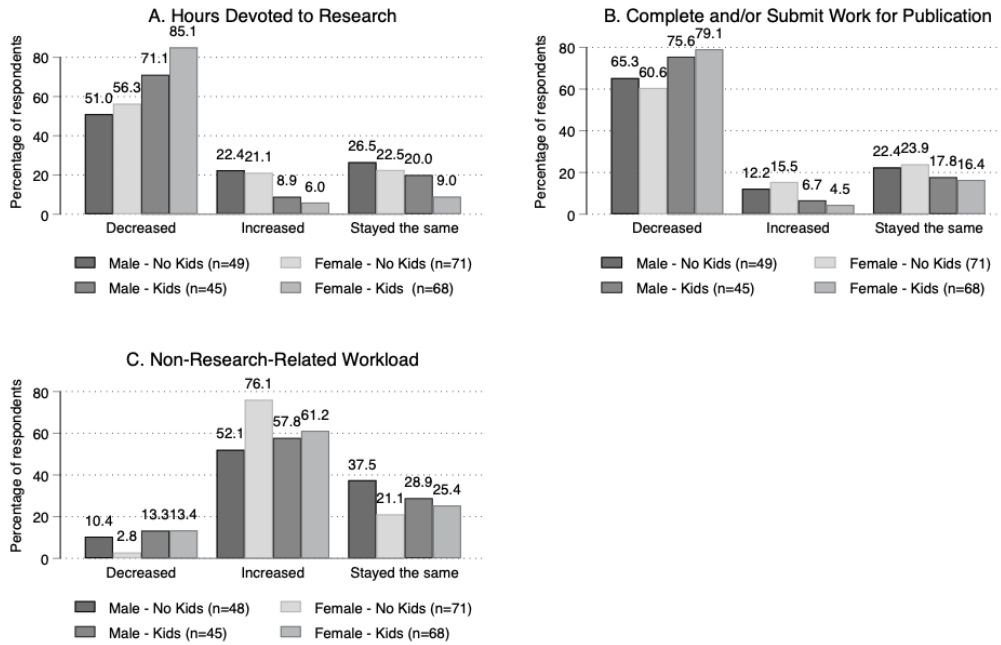 A. Hours Devoted to Research
Percentage of respondents
80
60
40
20
0
51.0 56.3 71.1 85.1
22.4 21.1 8.9 6.0
26.5 22.5 20.0 9.0
Decreased Increased Stayed the same
Male - No Kids (n=49) Female - No Kids (n=71)
Male - Kids (n=45) Female - Kids (n=68)
B. Complete and/or Submit Work for Publication
Percentage of respondents
80
60
40
20
0
65.3 60.6 75.6 79.1
12.2 15.5 6.7 4.5
22.4 23.9 17.8 16.4
Decreased Increased Stayed the same
Male - No Kids (n=49) Female - No Kids (71)
Male - Kids (n=45) Female - Kids (n=68)
C. Non-Research-Related Workload
Percentage of respondents
80
60
40
20
0
10.4 2.8 13.3 13.4
52.1 76.1 57.8 61.2
37.5 21.1 28.9 25.4
Decreased Increased Stayed the same
Male - No Kids (n=48) Female - No Kids (n=71)
Male - Kids (n=45) Female - Kids (n=68)